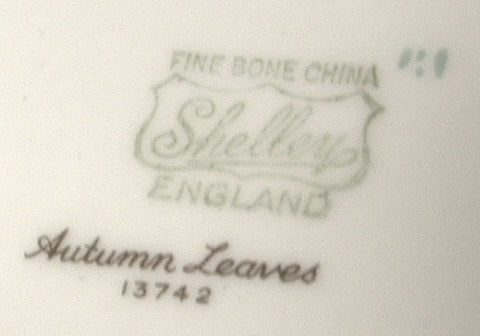 FINE BONE CHINA
Shelley
ENGLAND
Autumn Leaves
13742